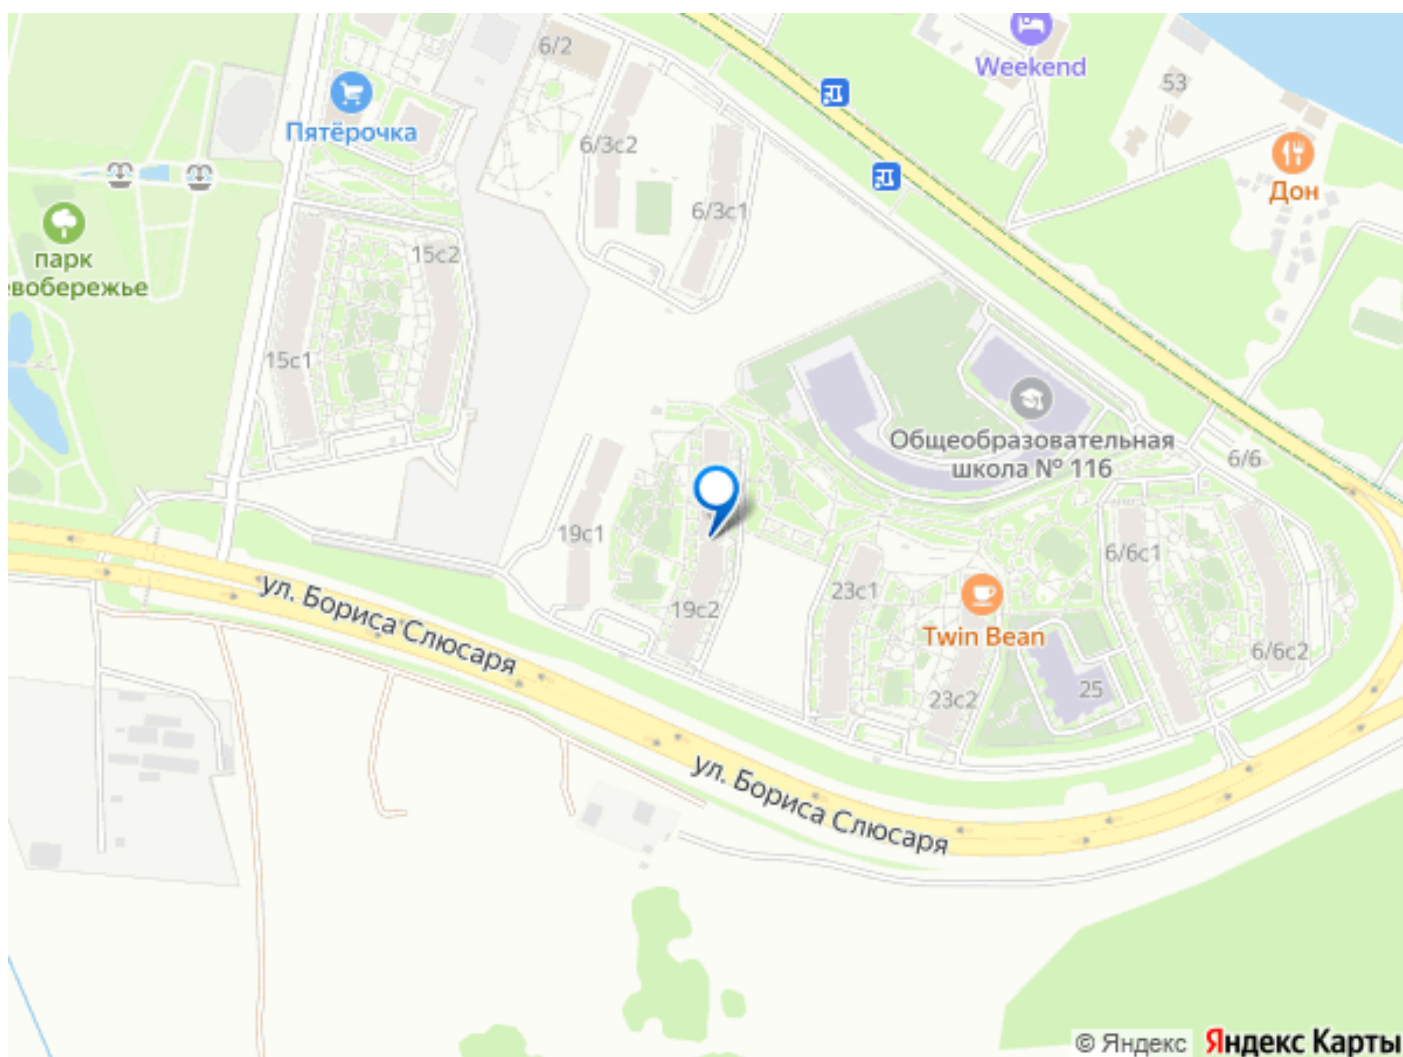 6/2
Weekend
53
Пятёрочка
6/3с2
Дон
6/3с1
парк
евобережье
15с2
15с1
Общеобразовательная
школа № 116
6/6
19с1
6/6с1
23с1
19с2
ул. Бориса Слюсаря
Twin Bean
6/6с2
25
23с2
ул. Бориса Слюсаря
© Яндекс Яндекс Карты